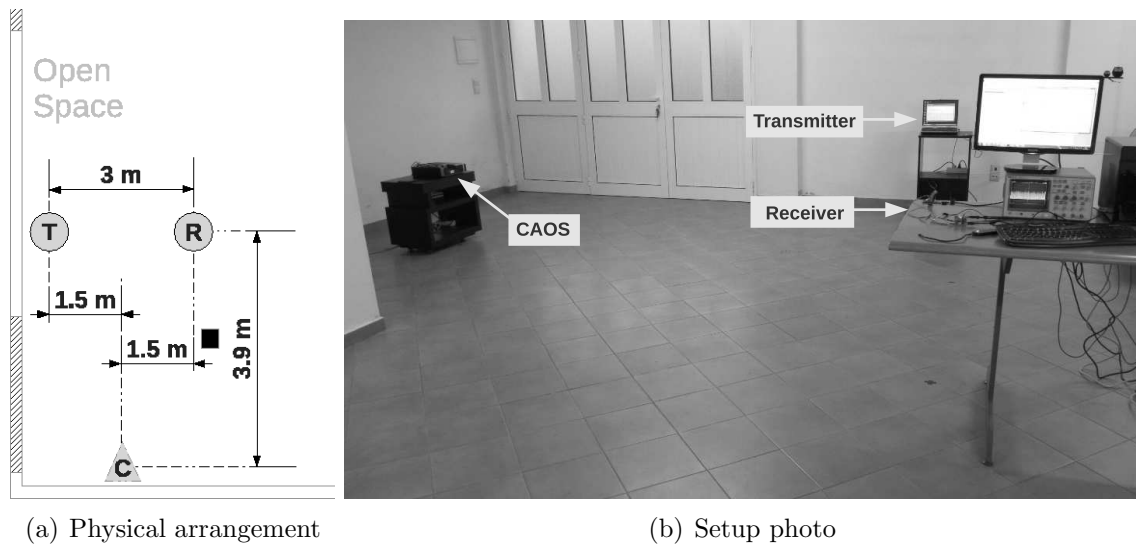 Open
Space
3 m
T
R
1.5 m
1.5 m
3.9 m
C
Transmitter
Receiver
CAOS
(a) Physical arrangement
(b) Setup photo